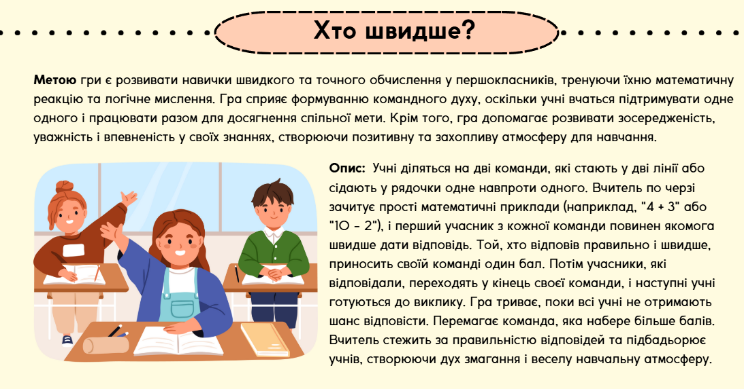 Хто швидше?
Метою гри є розвивати навички швидкого та точного обчислення у першокласників, тренуючи їхню математичну
реакцію та логічне мислення. Гра сприяє формуванню командного духу, оскільки учні вчаться підтримувати одне
одного і працювати разом для досягнення спільної мети. Крім того, гра допомагає розвивати зосередженість,
уважність і впевненість у своїх знаннях, створюючи позитивну та захопливу атмосферу для навчання.
Опис: Учні діляться на дві команди, які стають у дві лінії або
сідають у рядочки одне навпроти одного. Вчитель по черзі
зачитує прості математичні приклади (наприклад, "4 + 3" або
"10 - 2"), і перший учасник з кожної команди повинен якомога
швидше дати відповідь. Той, хто відповів правильно і швидше,
приносить своїй команді один бал. Потім учасники, які
відповідали, переходять у кінець своєї команди, і наступні учні
готуються до виклику. Гра триває, поки всі учні не отримають
шанс відповісти. Перемагає команда, яка набере більше балів.
Вчитель стежить за правильністю відповідей та підбадьорює
учнів, створюючи дух змагання і веселу навчальну атмосферу.